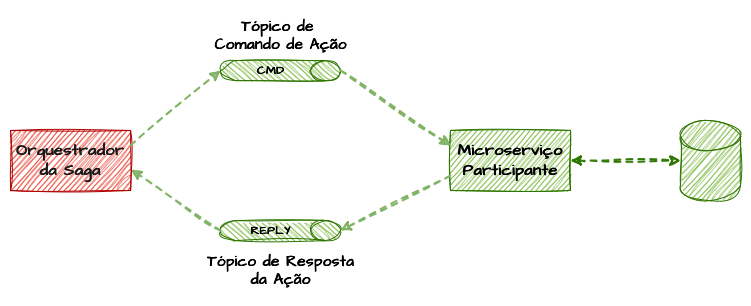 Tópico de
Comando de Ação
CMD
Orquestrador
da Saga
Microserviço
Participante
REPLY
Tópico de Resposta
da Ação